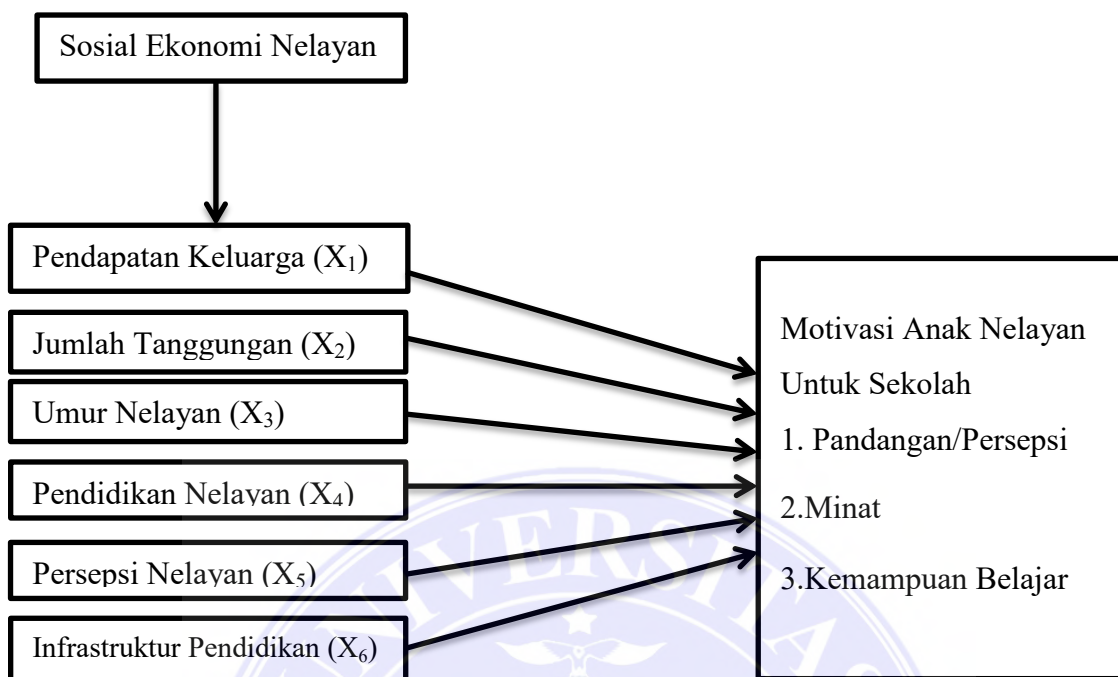 Sosial Ekonomi Nelayan
Pendapatan Keluarga (X₁)
Jumlah Tanggungan (X₂)
Umur Nelayan (X₃)
Pendidikan Nelayan (X₄)
Persepsi Nelayan (X₅)
Infrastruktur Pendidikan (X₆)
Motivasi Anak Nelayan
Untuk Sekolah
1. Pandangan/Persepsi
2.Minat
3.Kemampuan Belajar
UNIVERSITAS